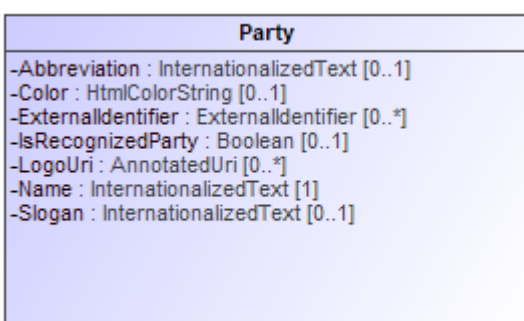 Party
-Abbreviation : InternationalizedText [0..1]
-Color : HtmlColorString [0..1]
-ExternalIdentifier : ExternalIdentifier [0..*]
-IsRecognizedParty : Boolean [0..1]
-LogoUri : AnnotatedUri [0..*]
-Name : InternationalizedText [1]
-Slogan : InternationalizedText [0..1]